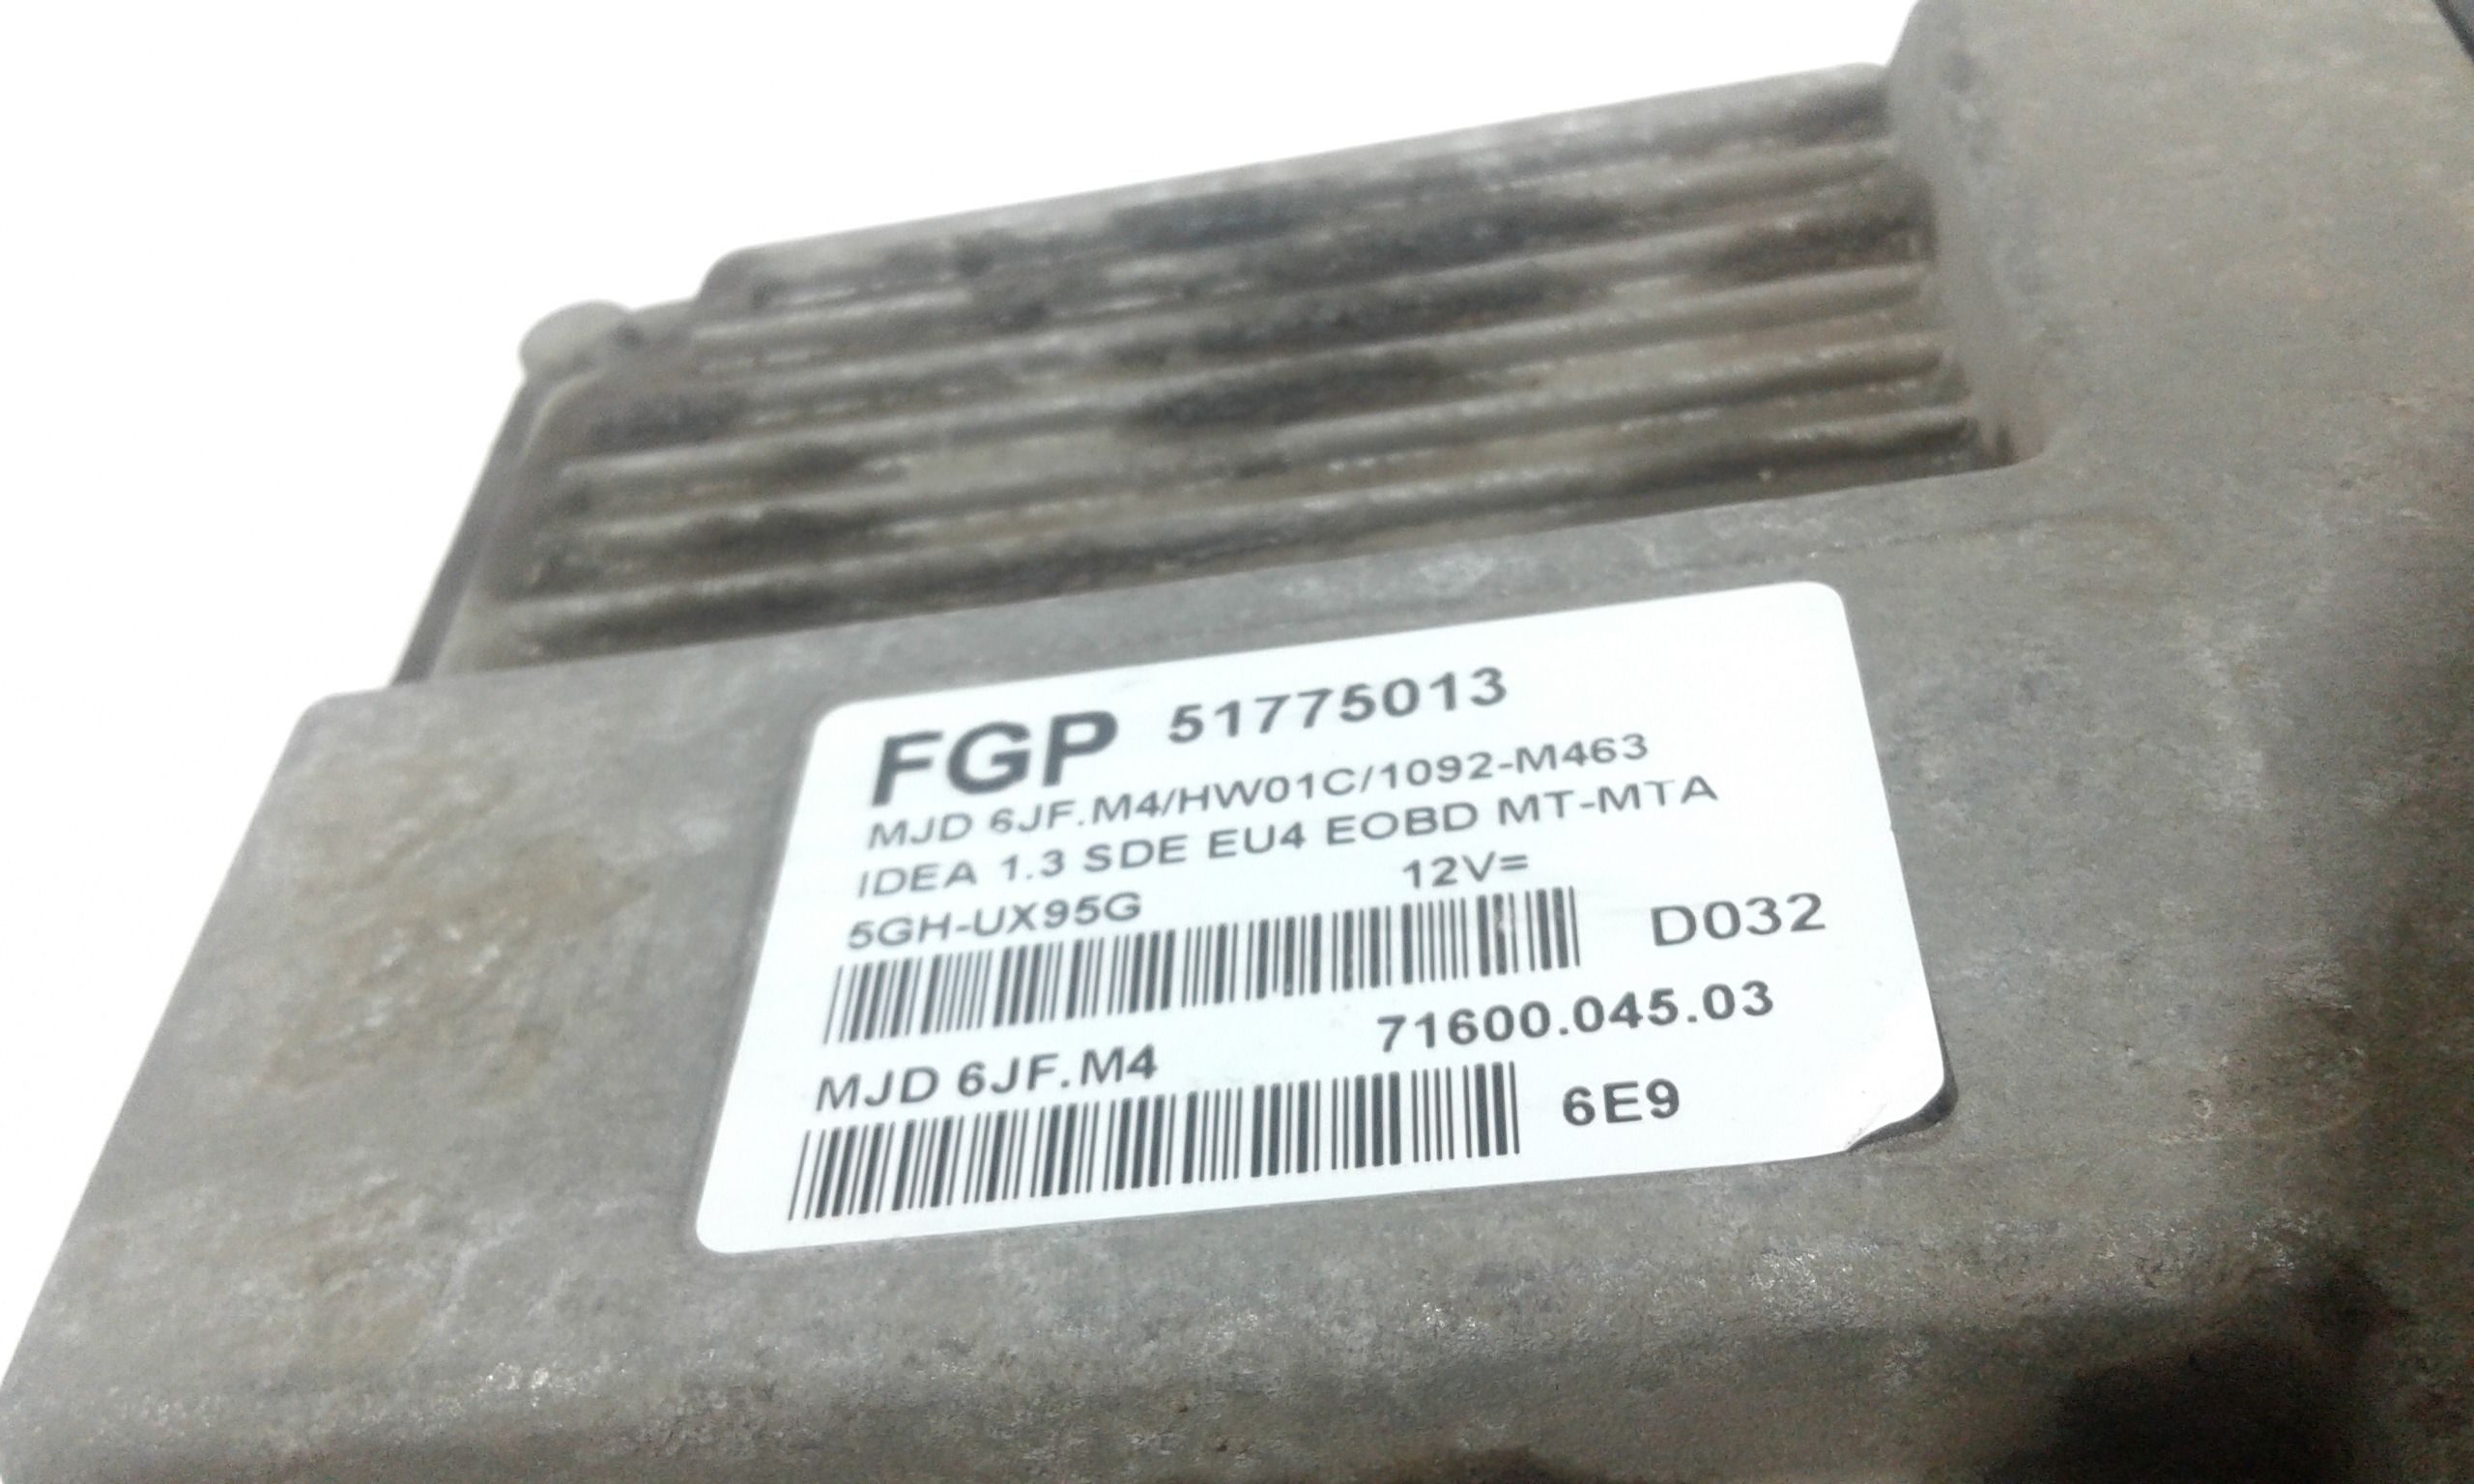 FGP 51775013
MJD 6JF.M4/HW01C/1092-M463
IDEA 1.3 SDE EU4 EOBD MT-MTA
5GH-UX95G 12V=
D032
MJD 6JF.M4 71600.045.03
6E9